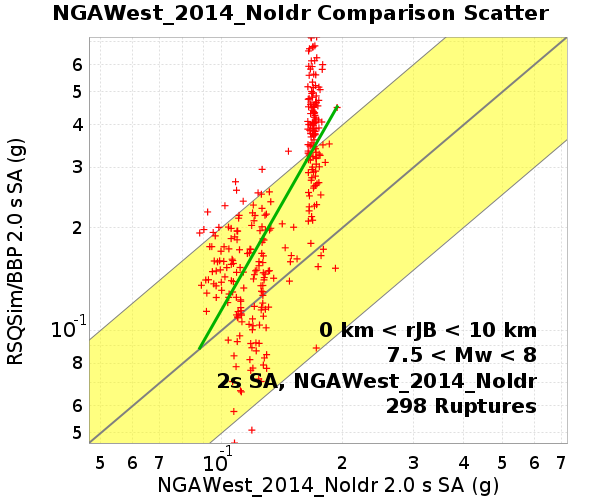 NGAWest_2014_NoIdr Comparison Scatter
RSQSim/BBP 2.0 s SA (g)
6
5
4
3
2
10-1
8
7
6
5
0 km < rJB < 10 km
7.5 < Mw < 8
2s SA, NGAWest_2014_NoIdr
298 Ruptures
5 6 7 10-1 2 3 4 5 6 7
NGAWest_2014_NoIdr 2.0 s SA (g)